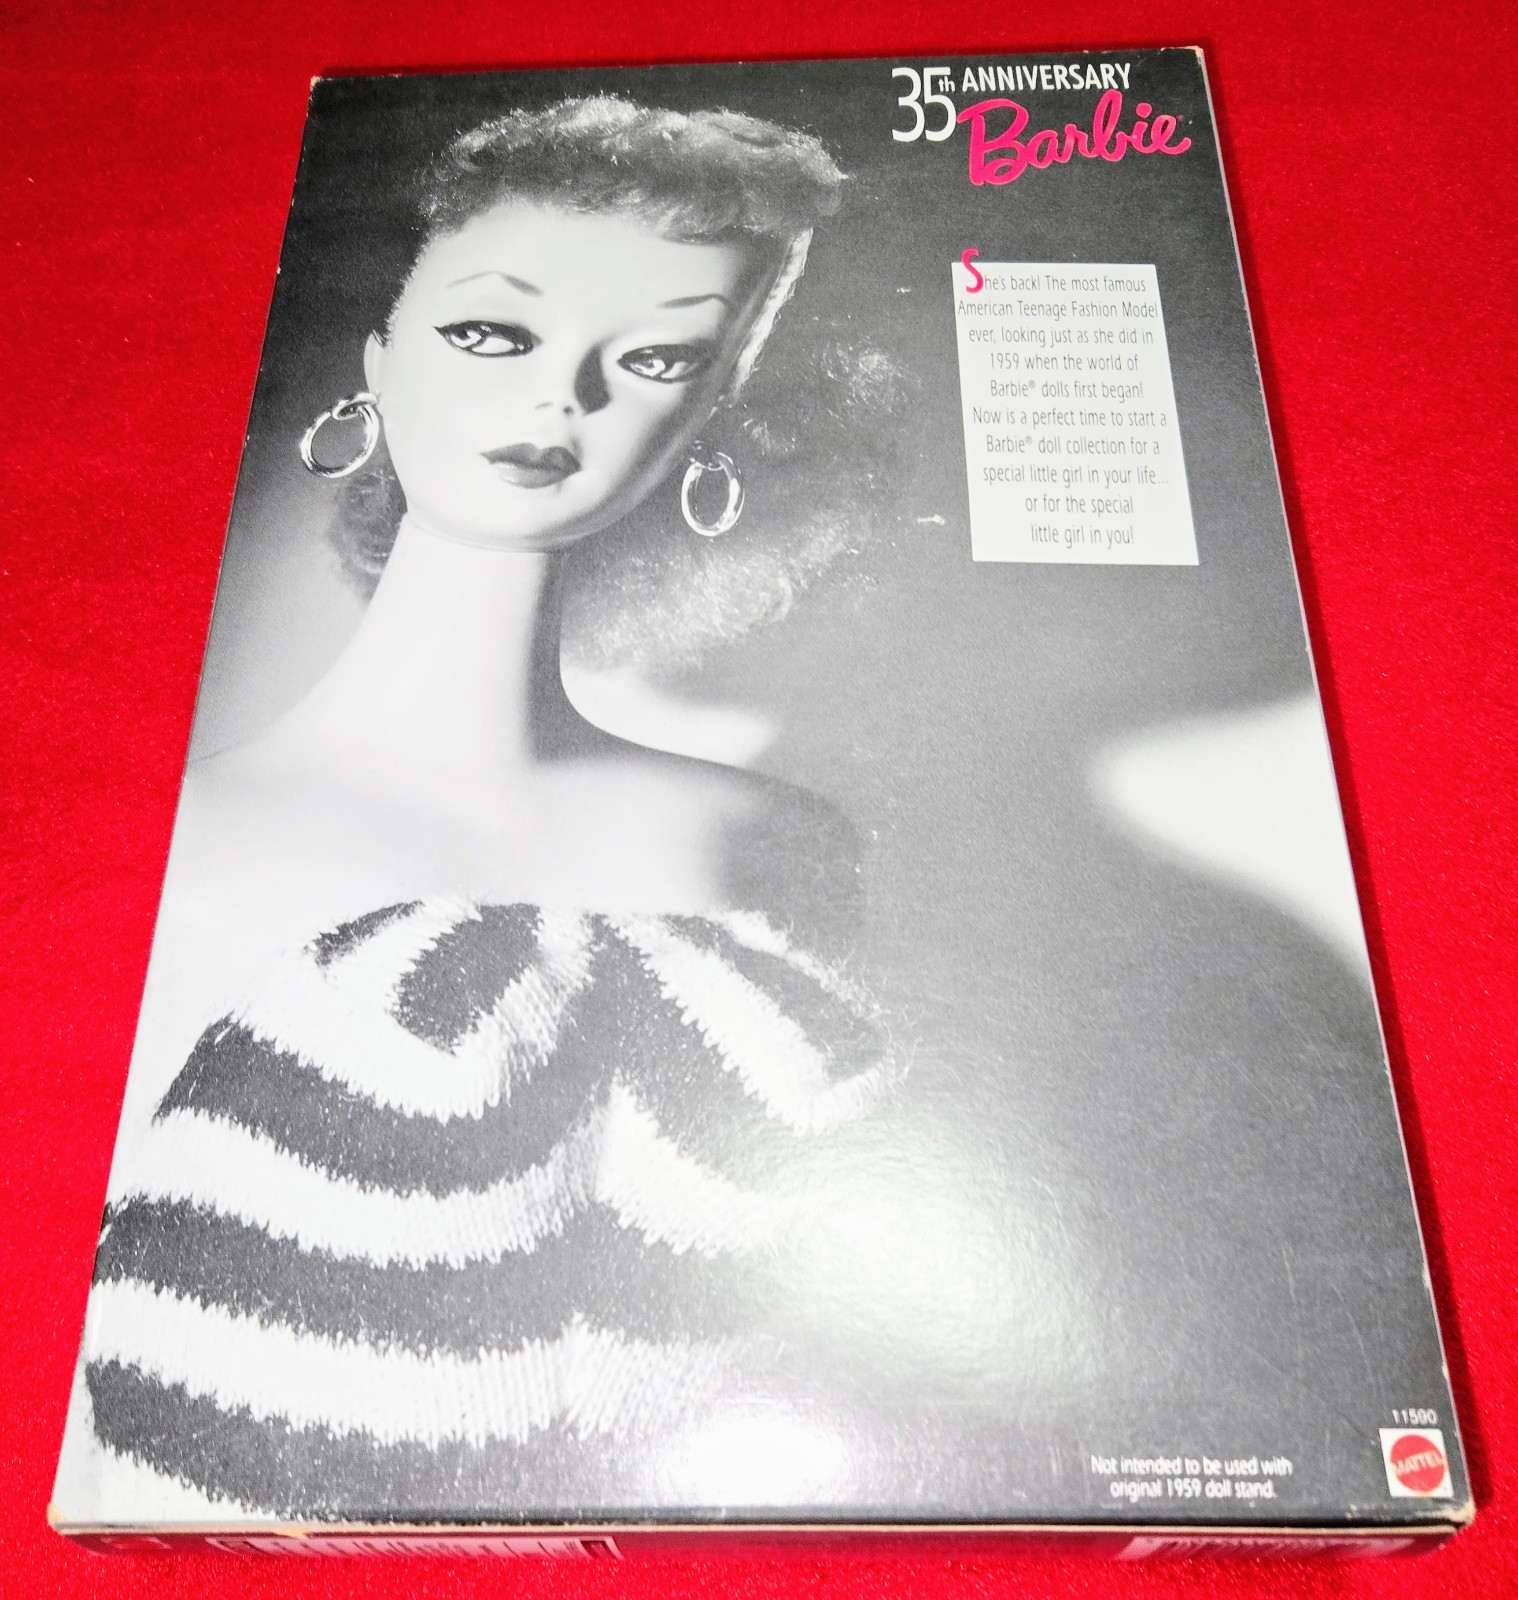 35th ANNIVERSARY
Barbie®
She's back! The most famous
American Teenage Fashion Model
ever, looking just as she did in
1959 when the world of
Barbie® dolls first began!
Now is a perfect time to start a
Barbie® doll collection for a
special little girl in your life...
or for the special
little girl in you!
11590
MATTEL
Not intended to be used with
original 1959 doll stand.